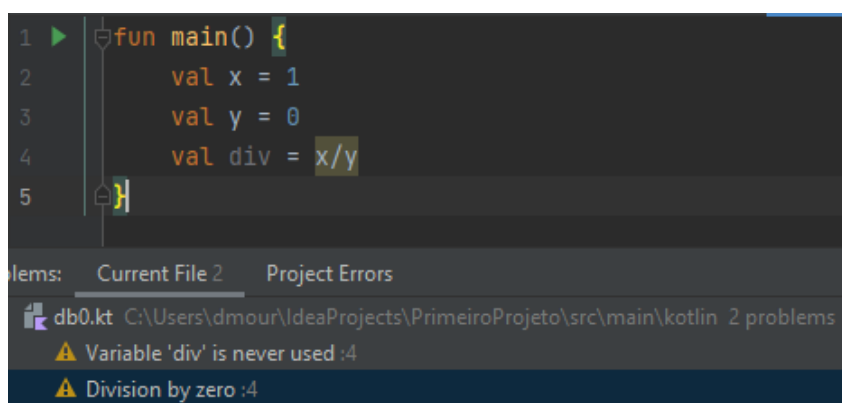 1 fun main() {
2 val x = 1
3 val y = 0
4 val div = x/y
5 }
lems: Current File 2 Project Errors
db0.kt C:\Users\dmour\IdeaProjects\PrimeiroProjeto\src\main\kotlin 2 problems
Variable 'div' is never used :4
Division by zero :4